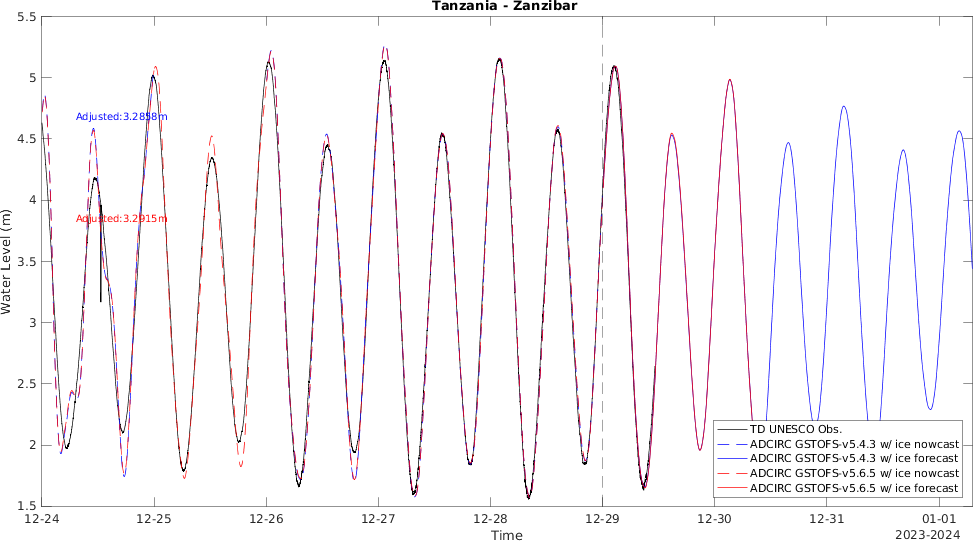 Tanzania - Zanzibar
5.5
5
4.5
4
3.5
3
2.5
2
1.5
Water Level (m)
Adjusted:3.2858m
Adjusted:3.2915m
TD UNESCO Obs.
ADCIRC GSTOFS-v5.4.3 w/ ice nowcast
ADCIRC GSTOFS-v5.4.3 w/ ice forecast
ADCIRC GSTOFS-v5.6.5 w/ ice nowcast
ADCIRC GSTOFS-v5.6.5 w/ ice forecast
12-24 12-25 12-26 12-27 12-28 12-29 12-30 12-31 01-01
Time
2023-2024